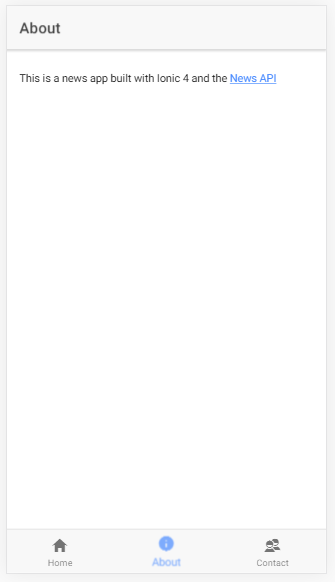 About
This is a news app built with Ionic 4 and the News API
Home
About
Contact